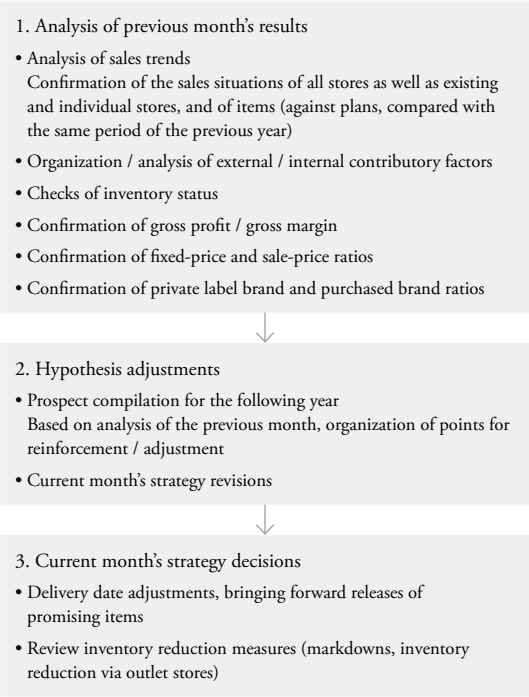 1. Analysis of previous month’s results
• Analysis of sales trends
Confirmation of the sales situations of all stores as well as existing
and individual stores, and of items (against plans, compared with
the same period of the previous year)
• Organization / analysis of external / internal contributory factors
• Checks of inventory status
• Confirmation of gross profit / gross margin
• Confirmation of fixed-price and sale-price ratios
• Confirmation of private label brand and purchased brand ratios
2. Hypothesis adjustments
• Prospect compilation for the following year
Based on analysis of the previous month, organization of points for
reinforcement / adjustment
• Current month’s strategy revisions
3. Current month’s strategy decisions
• Delivery date adjustments, bringing forward releases of
promising items
• Review inventory reduction measures (markdowns, inventory
reduction via outlet stores)